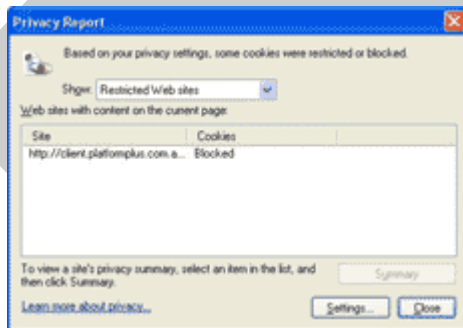 Privacy Report
Based on your privacy settings, some cookies were restricted or blocked.
Show: Restricted Web sites
Web sites with content on the current page:
Site Cookies
http://client.platformplus.com.a... Blocked
To view a site's privacy summary, select an item in the list, and
then click Summary.
Summary
Learn more about privacy...
Settings... Close